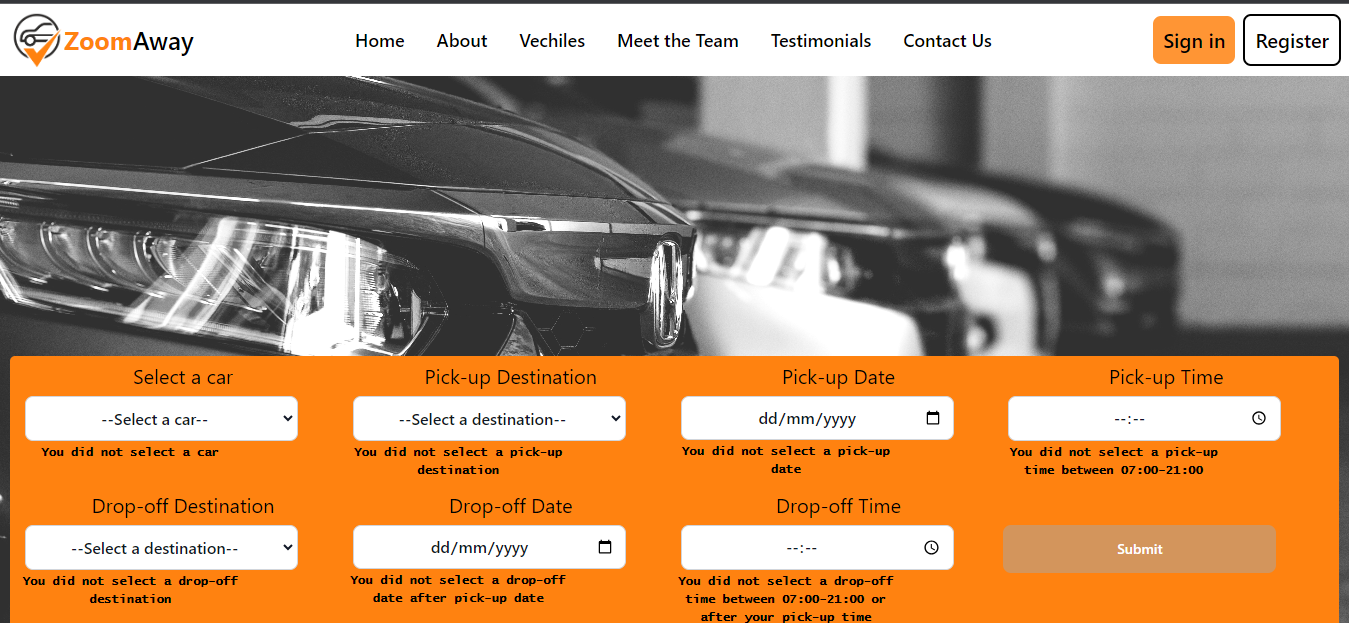 ZoomAway
Home
About
Vechiles
Meet the Team
Testimonials
Contact Us
Sign in
Register
Select a car
Pick-up Destination
Pick-up Date
Pick-up Time
--Select a car--
--Select a destination--
dd/mm/yyyy
--:--
You did not select a car
You did not select a pick-up
destination
You did not select a pick-up
date
You did not select a pick-up
time between 07:00-21:00
Drop-off Destination
Drop-off Date
Drop-off Time
--Select a destination--
dd/mm/yyyy
--:--
Submit
You did not select a drop-off
destination
You did not select a drop-off
date after pick-up date
You did not select a drop-off
time between 07:00-21:00 or
after your pick-up time